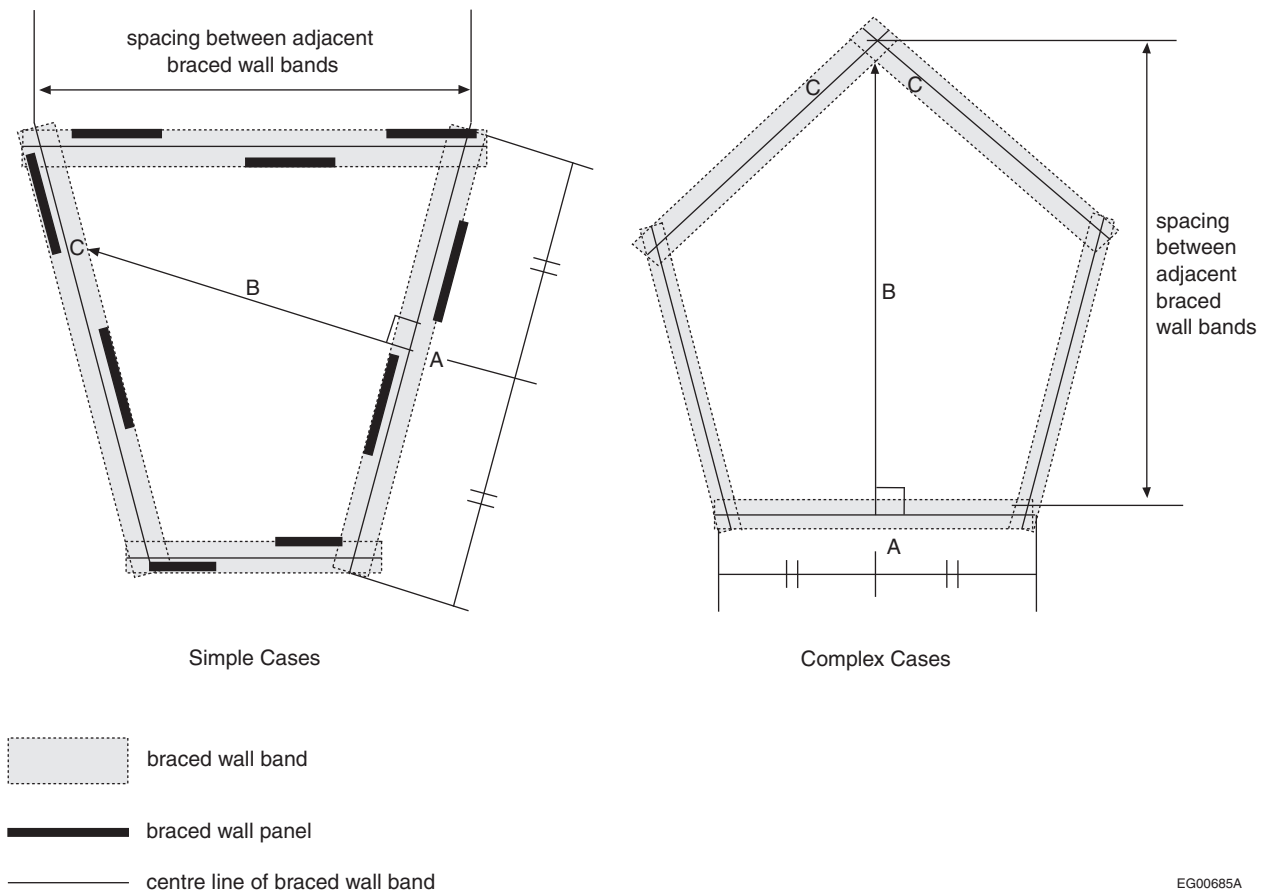 spacing between adjacent
braced wall bands
C
B
A
C
C
B
A
spacing
between
adjacent
braced
wall bands
Simple Cases
Complex Cases
braced wall band
braced wall panel
centre line of braced wall band
EG00685A